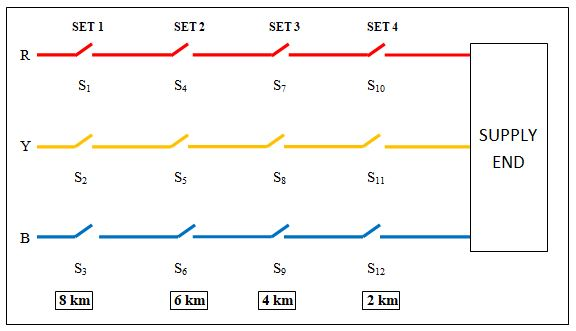 SET 1 SET 2 SET 3 SET 4
R
S1 S4 S7 S10
SUPPLY
END
Y
S2 S5 S8 S11
B
S3 S6 S9 S12
8 km 6 km 4 km 2 km